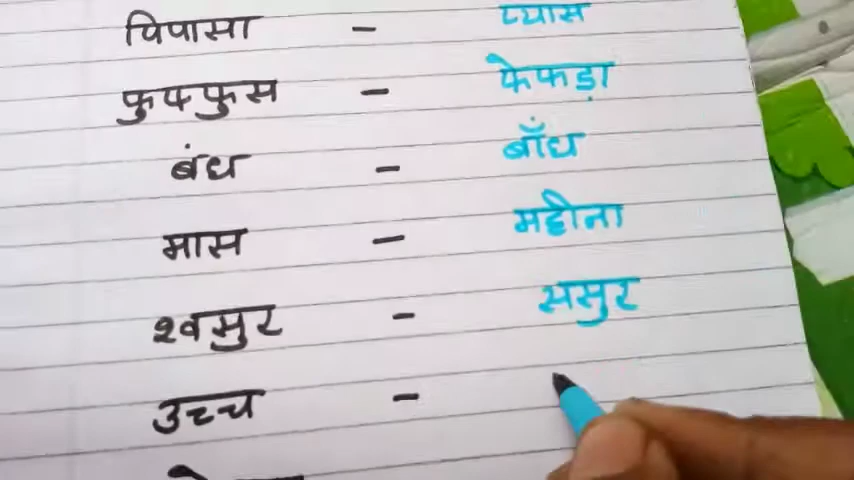 पिपासा - प्यास
फुफ्फुस - फेफड़ा
बंध - बाँध
मास - महीना
श्वसुर - ससुर
उच्च -